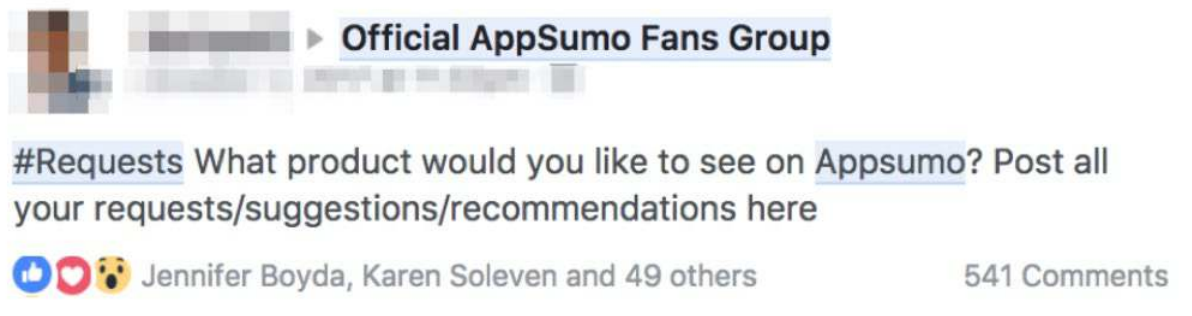 Official AppSumo Fans Group
#Requests What product would you like to see on Appsumo? Post all
your requests/suggestions/recommendations here
Jennifer Boyda, Karen Soleven and 49 others 541 Comments